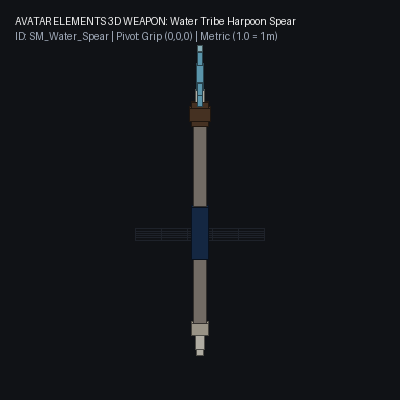 AVATAR ELEMENTS 3D WEAPON: Water Tribe Harpoon Spear
ID: SM_Water_Spear | Pivot Grip (0,0,0) | Metric (1.0 = 1m)